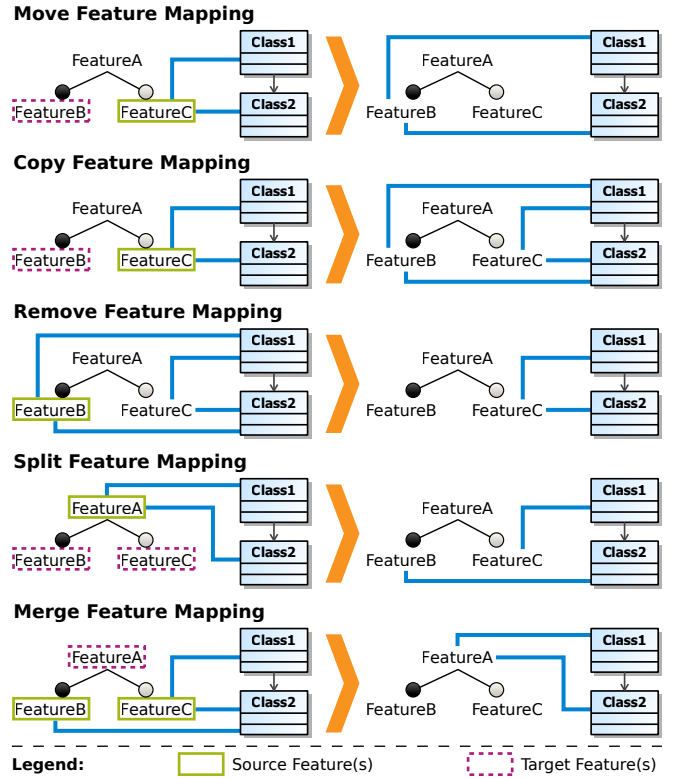 Move Feature Mapping
Class1
FeatureA
Class2
FeatureB
FeatureC
Class1
FeatureA
Class2
FeatureB
FeatureC
Copy Feature Mapping
Class1
FeatureA
Class2
FeatureB
FeatureC
Class1
FeatureA
Class2
FeatureB
FeatureC
Remove Feature Mapping
Class1
FeatureA
Class2
FeatureB
FeatureC
Class1
FeatureA
Class2
FeatureB
FeatureC
Split Feature Mapping
Class1
FeatureA
Class2
FeatureB
FeatureC
Class1
FeatureA
Class2
FeatureB
FeatureC
Merge Feature Mapping
Class1
FeatureA
Class2
FeatureB
FeatureC
Class1
FeatureA
Class2
FeatureB
FeatureC
Legend: Source Feature(s) Target Feature(s)